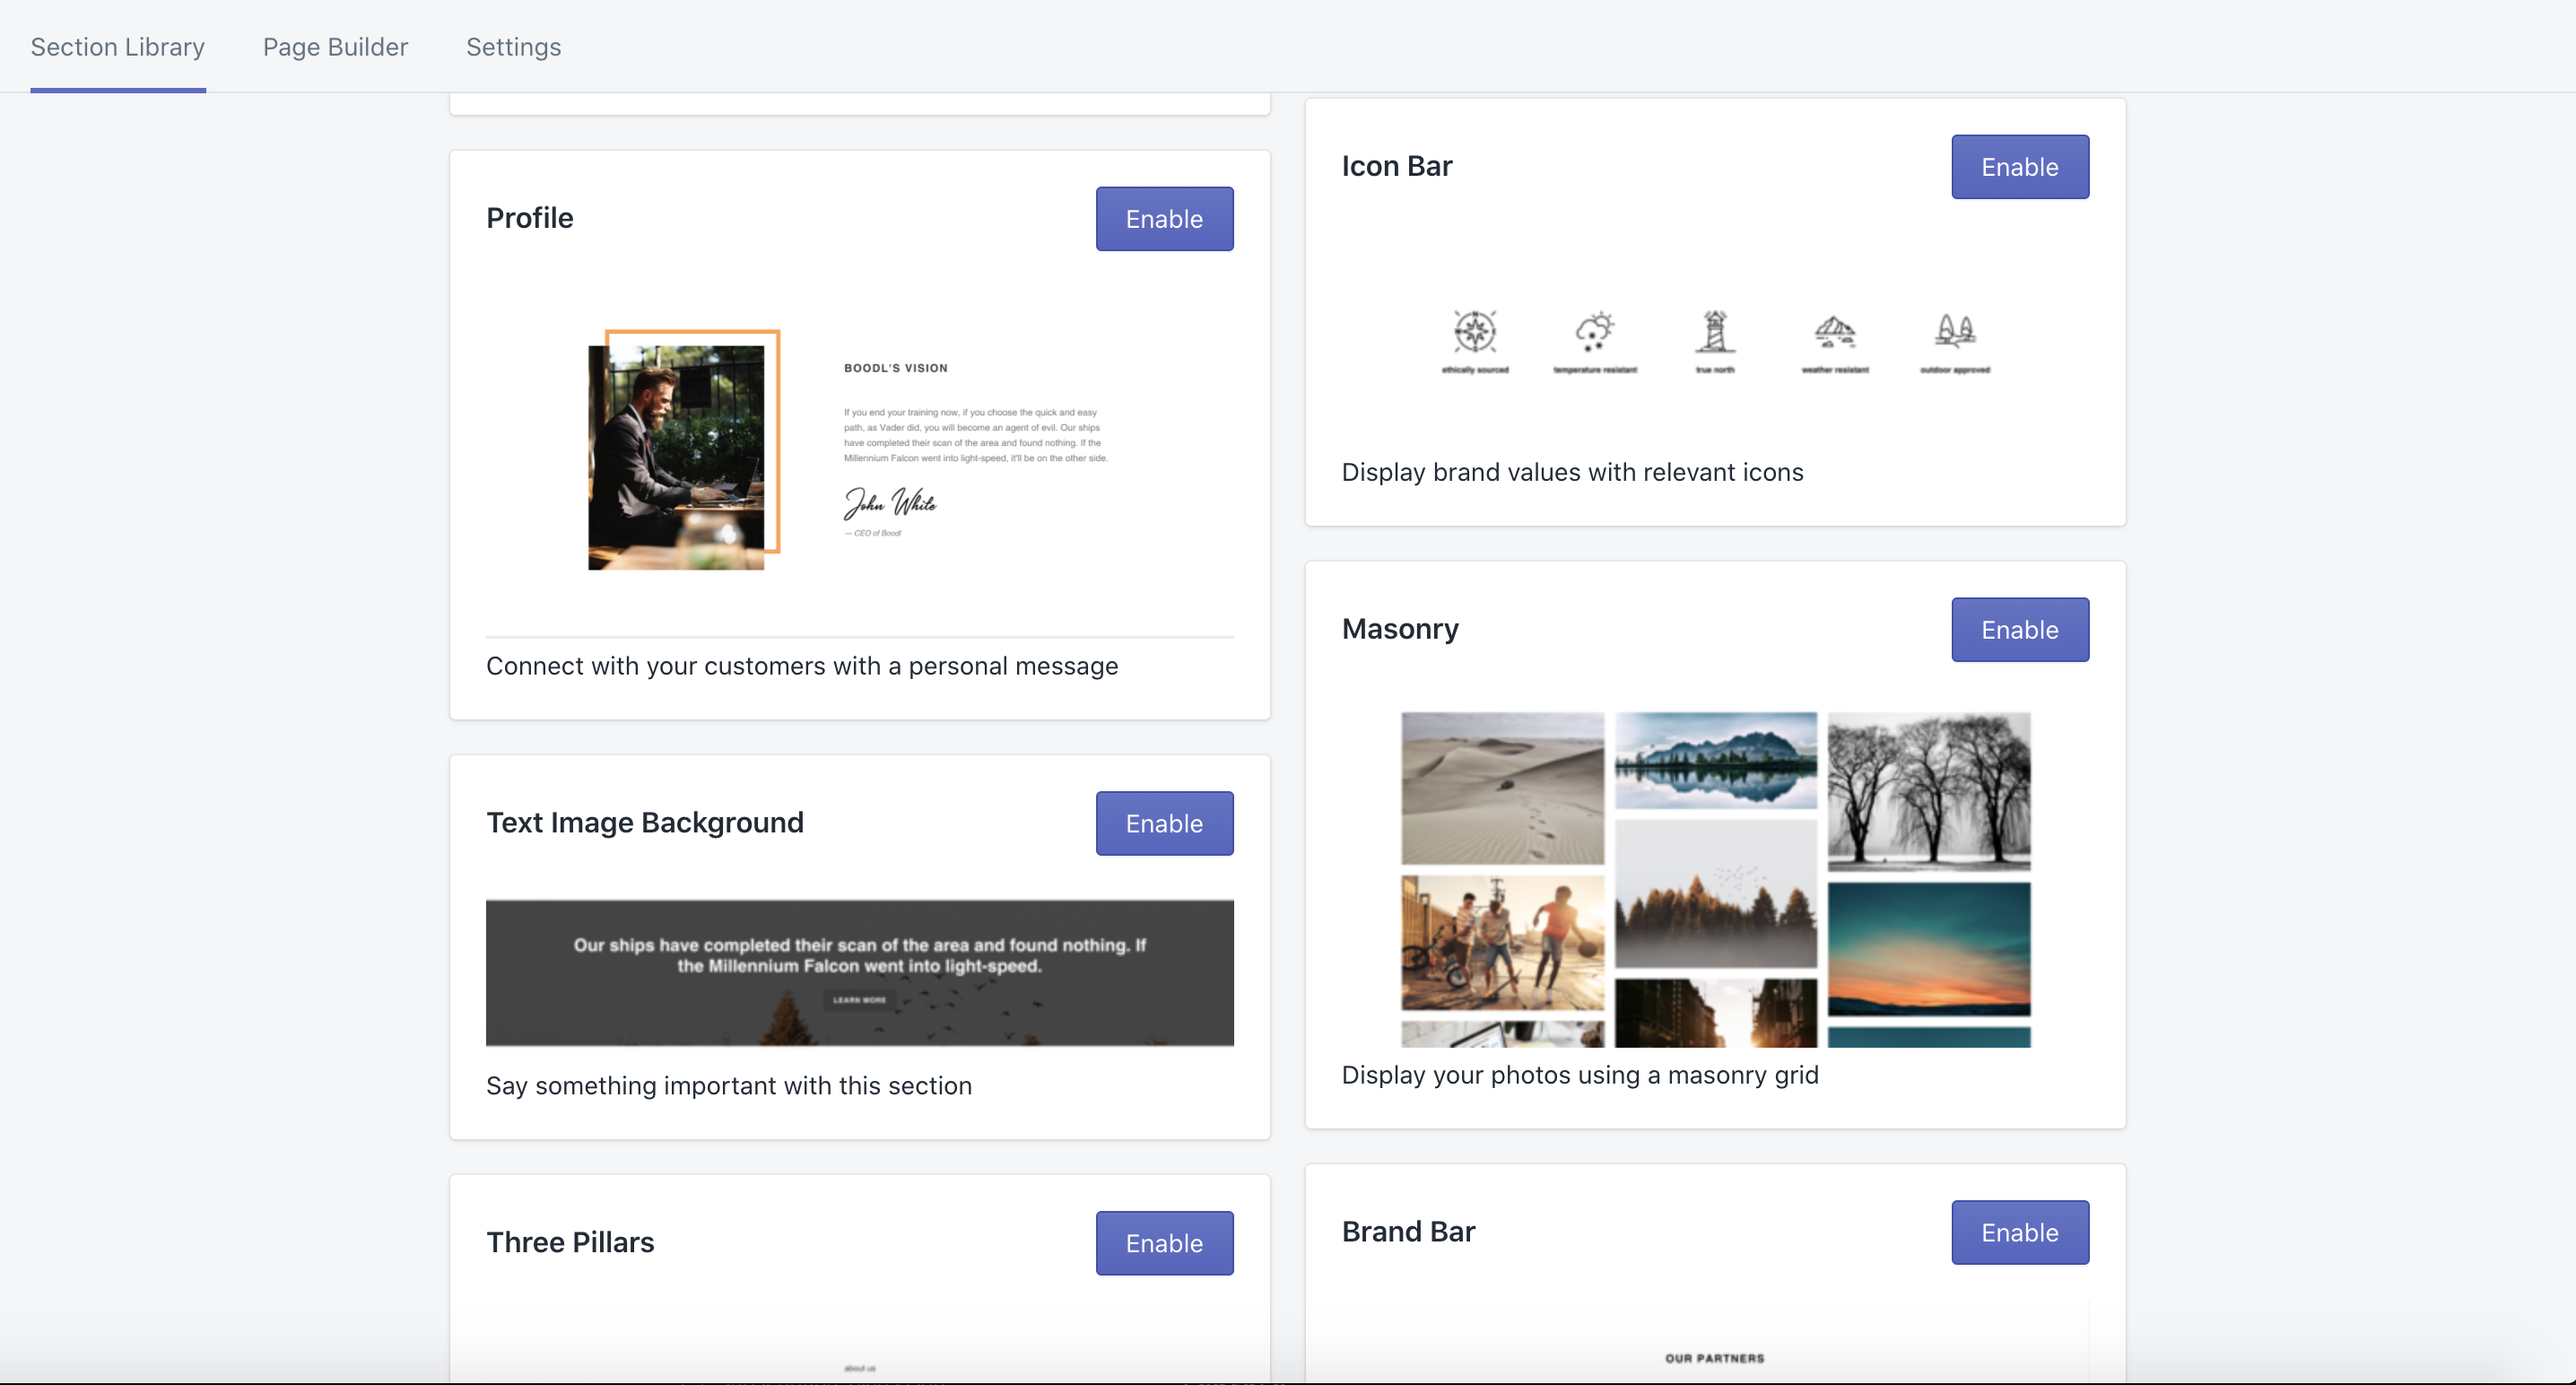 Section Library
Page Builder
Settings
Profile
Enable
BOODL'S VISION
If you end your training now, if you choose the quick and easy
path, as Vader did, you will become an agent of evil. Our ships
have completed their scan of the area and found nothing. If the
Millennium Falcon went into light-speed, it'll be on the other side.
John White
— CEO of Boodl
Connect with your customers with a personal message
Text Image Background
Enable
Our ships have completed their scan of the area and found nothing. If
the Millennium Falcon went into light-speed.
LEARN MORE
Say something important with this section
Three Pillars
Enable
about us
Icon Bar
Enable
ethically sourced
temperature resistant
true north
weather resistant
outdoor approved
Display brand values with relevant icons
Masonry
Enable
Display your photos using a masonry grid
Brand Bar
Enable
OUR PARTNERS